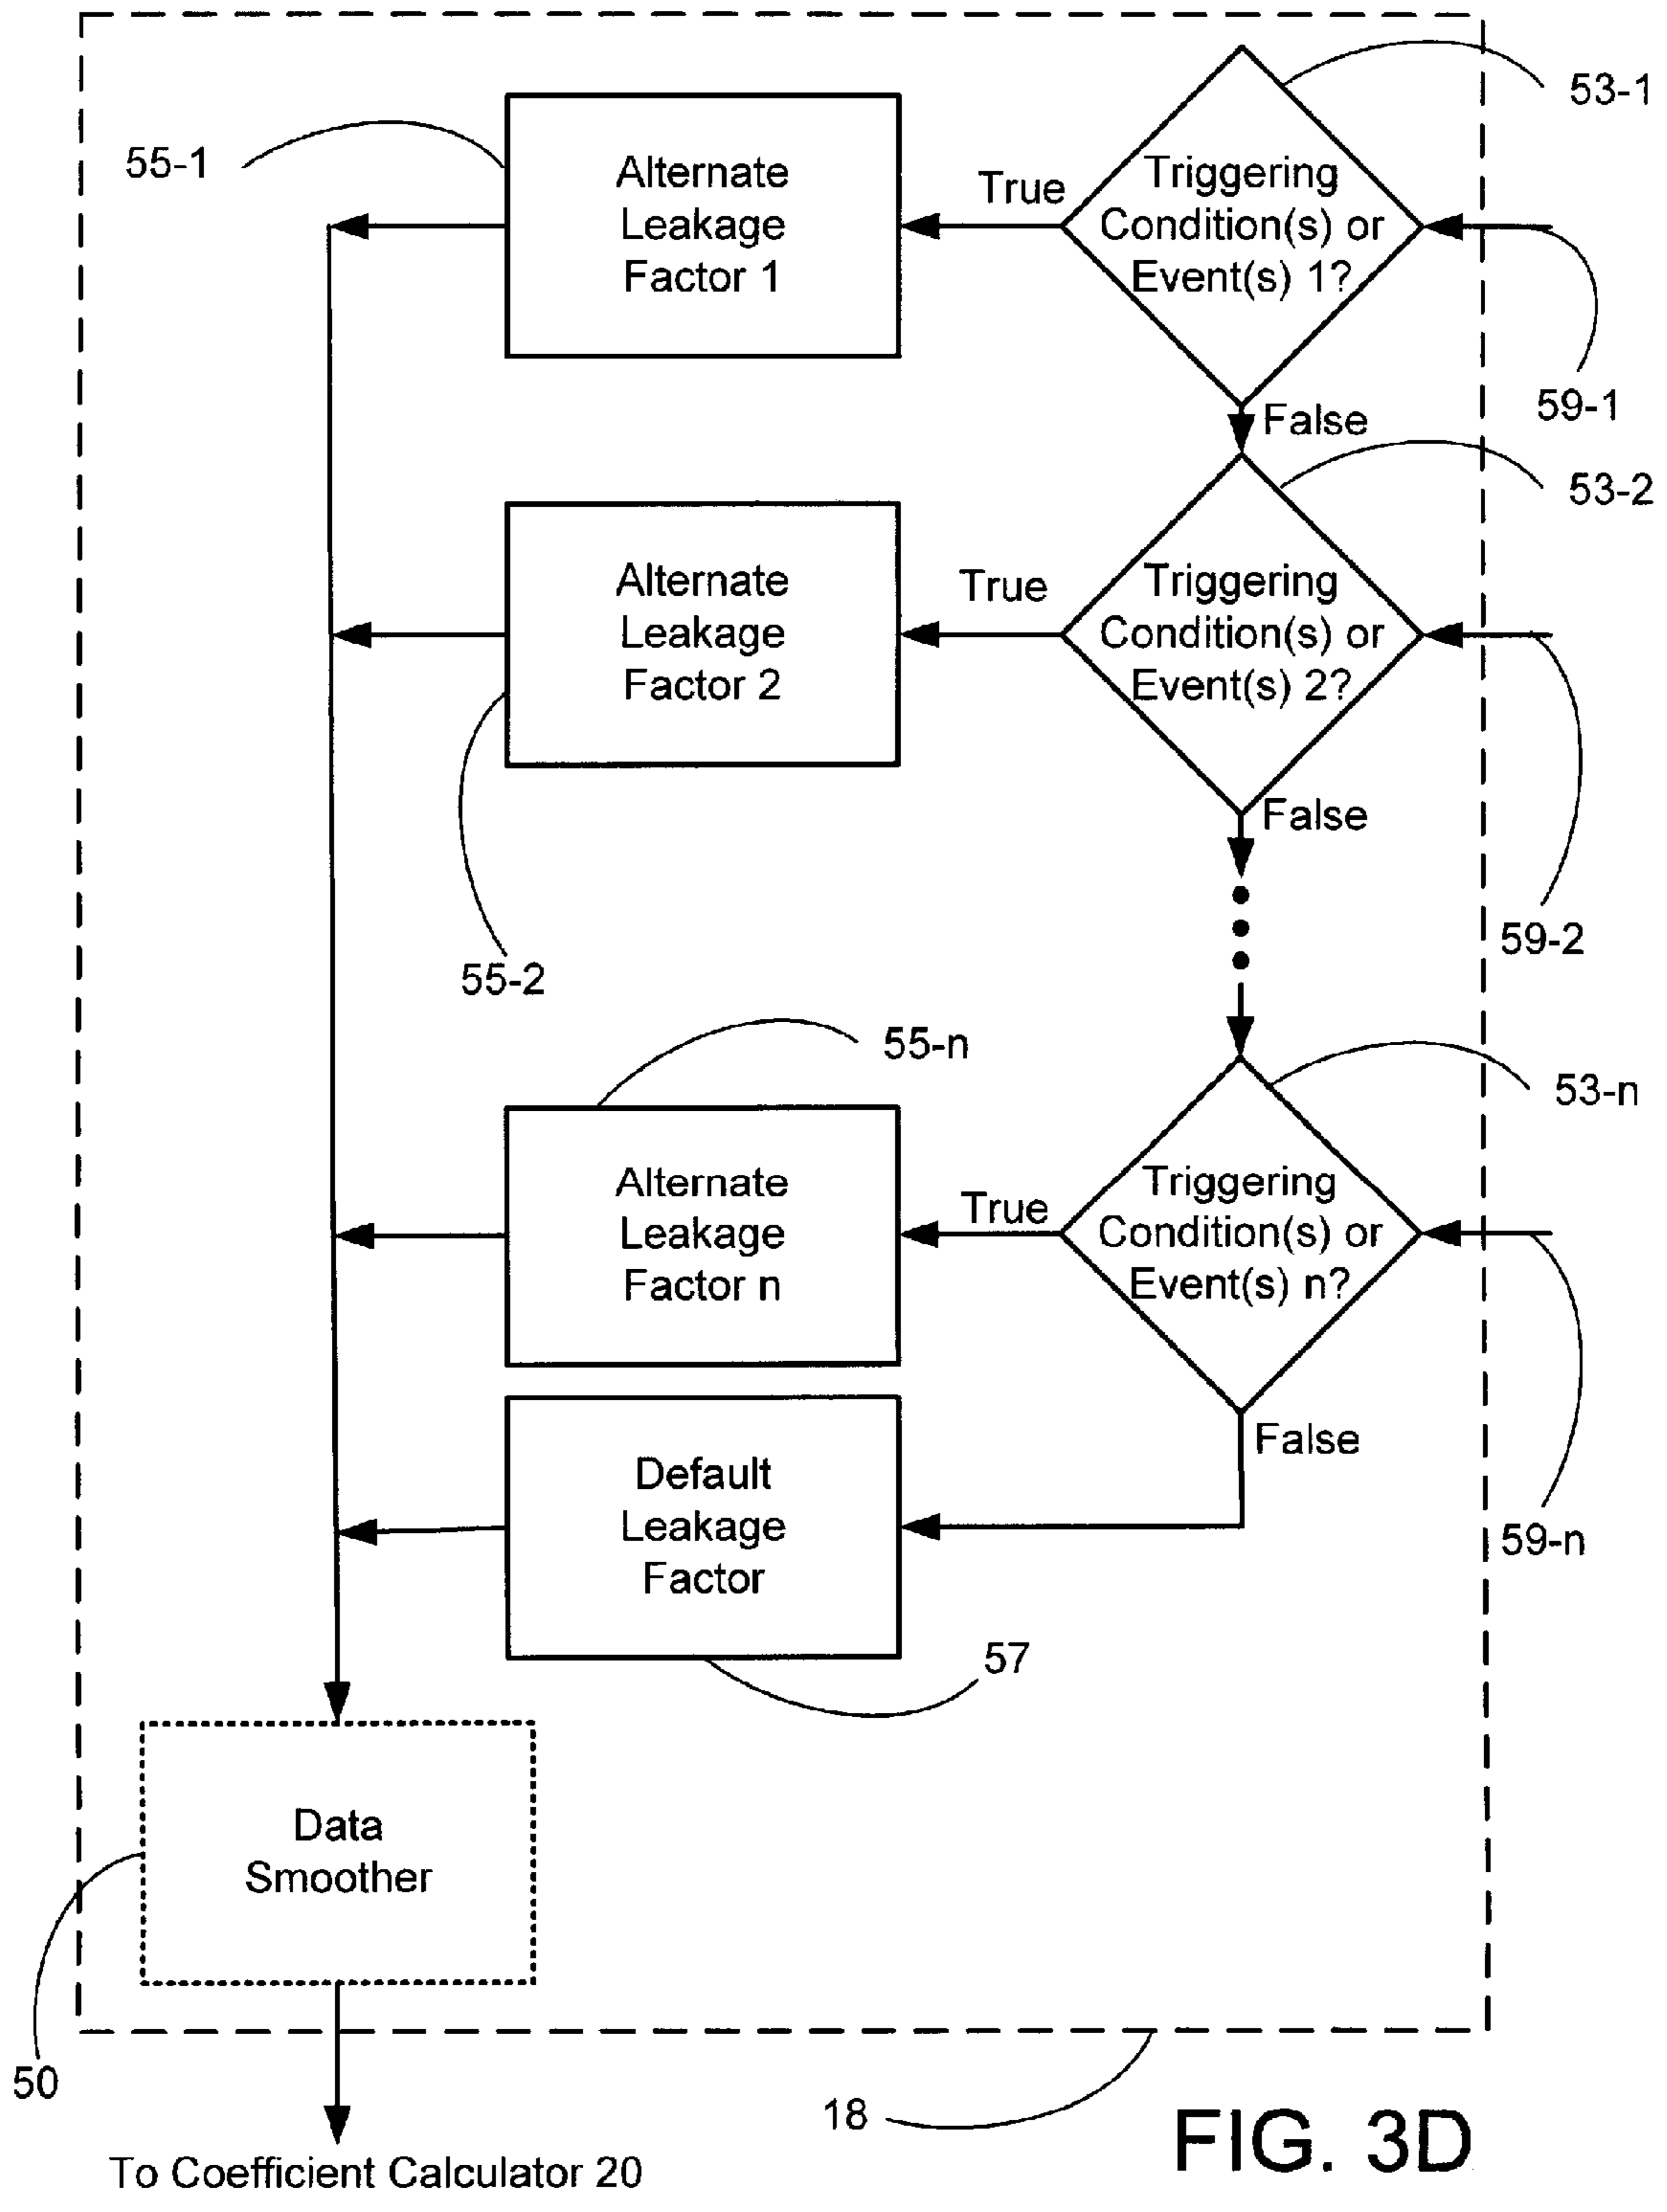 53-1
55-1
Alternate
Leakage
Factor 1
True
Triggering
Condition(s) or
Event(s) 1?
59-1
False
53-2
Alternate
Leakage
Factor 2
True
Triggering
Condition(s) or
Event(s) 2?
False
59-2
55-2
55-n
53-n
Alternate
Leakage
Factor n
True
Triggering
Condition(s) or
Event(s) n?
False
59-n
Default
Leakage
Factor
57
Data
Smoother
50
18
FIG. 3D
To Coefficient Calculator 20